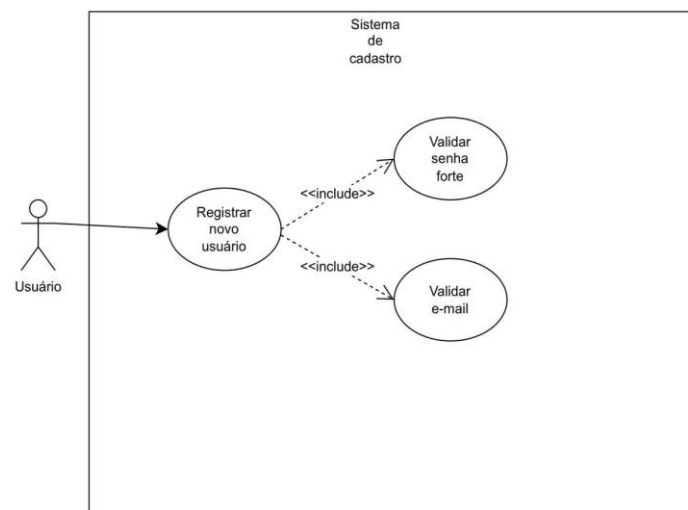 Sistema
de
cadastro
Validar
senha
forte
<<include>>
Registrar
novo
usuário
Usuário
<<include>>
Validar
e-mail